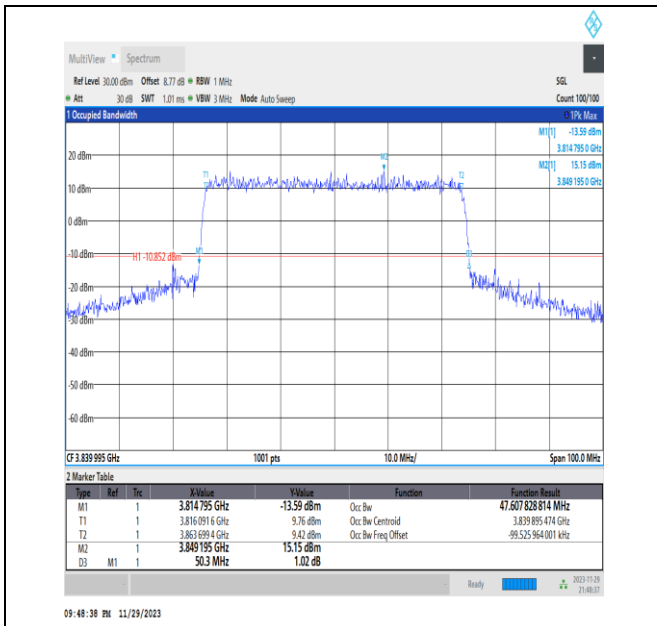 MultiView Spectrum
Ref Level 30.00 dBm Offset 8.77 dB RBW 1 MHz SGL
Att 30 dB SWT 1.01 ms VBW 3 MHz Mode Auto Sweep Count 100/100
1 Occupied Bandwidth 1Pk Max
M1[1] -13.59 dBm
3.814 795 0 GHz
M2[1] 15.15 dBm
3.849 195 0 GHz
20 dBm
M2
T1 T2
10 dBm
0 dBm
-10 dBm
H1 -10.852 dBm M1 D3
-20 dBm
-30 dBm
-40 dBm
-50 dBm
-60 dBm
CF 3.839 995 GHz 1001 pts 10.0 MHz/ Span 100.0 MHz
2 Marker Table
Type Ref Trc X-Value Y-Value Function Function Result
M1 1 3.814 795 GHz -13.59 dBm Occ Bw 47.607 828 814 MHz
T1 1 3.816 091 6 GHz 9.76 dBm Occ Bw Centroid 3.839 895 474 GHz
T2 1 3.863 699 4 GHz 9.42 dBm Occ Bw Freq Offset -99.525 964 001 kHz
M2 1 3.849 195 GHz 15.15 dBm
D3 M1 1 50.3 MHz 1.02 dB
Ready 2023-11-29
21:48:37
09:48:38 PM 11/29/2023